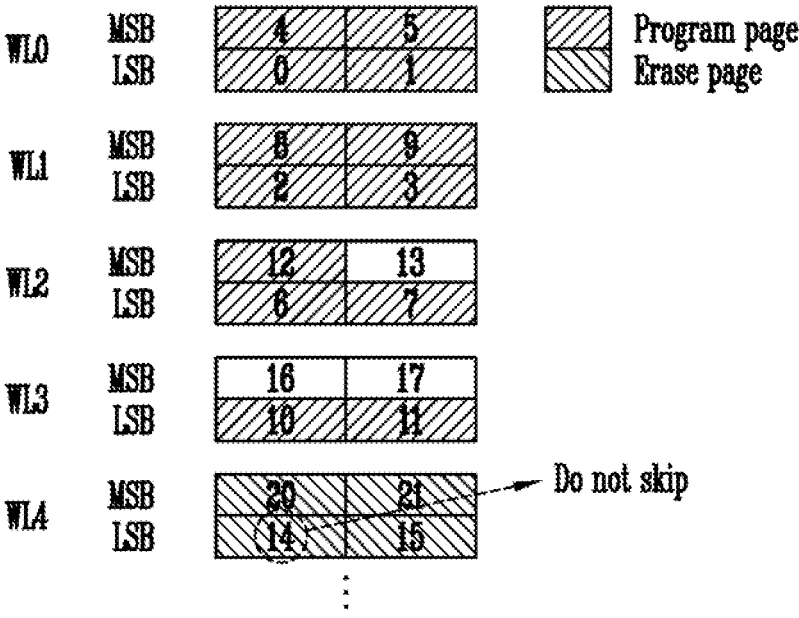 WL0 MSB 4 5
LSB 0 1
Program page
Erase page
WL1 MSB 8 9
LSB 2 3
WL2 MSB 12 13
LSB 6 7
WL3 MSB 16 17
LSB 10 11
WL4 MSB 20 21
LSB 14 15
Do not skip